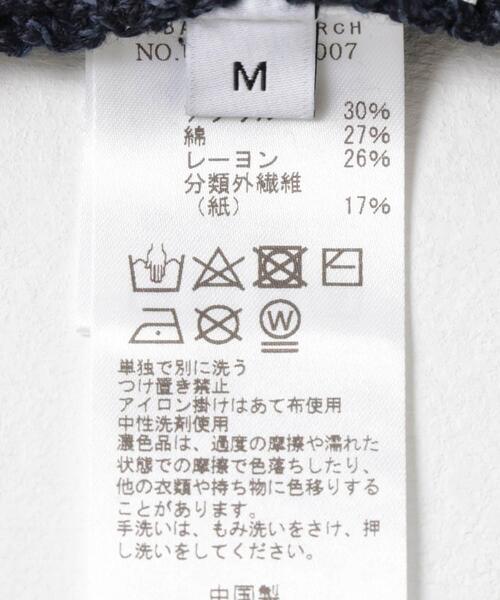 M
007
30%
綿 27%
レーヨン 26%
分類外繊維
（紙） 17%
W
単独で別に洗う
つけ置き禁止
アイロン掛けはあて布使用
中性洗剤使用
濃色品は、過度の摩擦や濡れた
状態での摩擦で色落ちしたり、
他の衣類や持ち物に色移りする
ことがあります。
手洗いは、もみ洗いをさけ、押
し洗いをしてください。
中国製